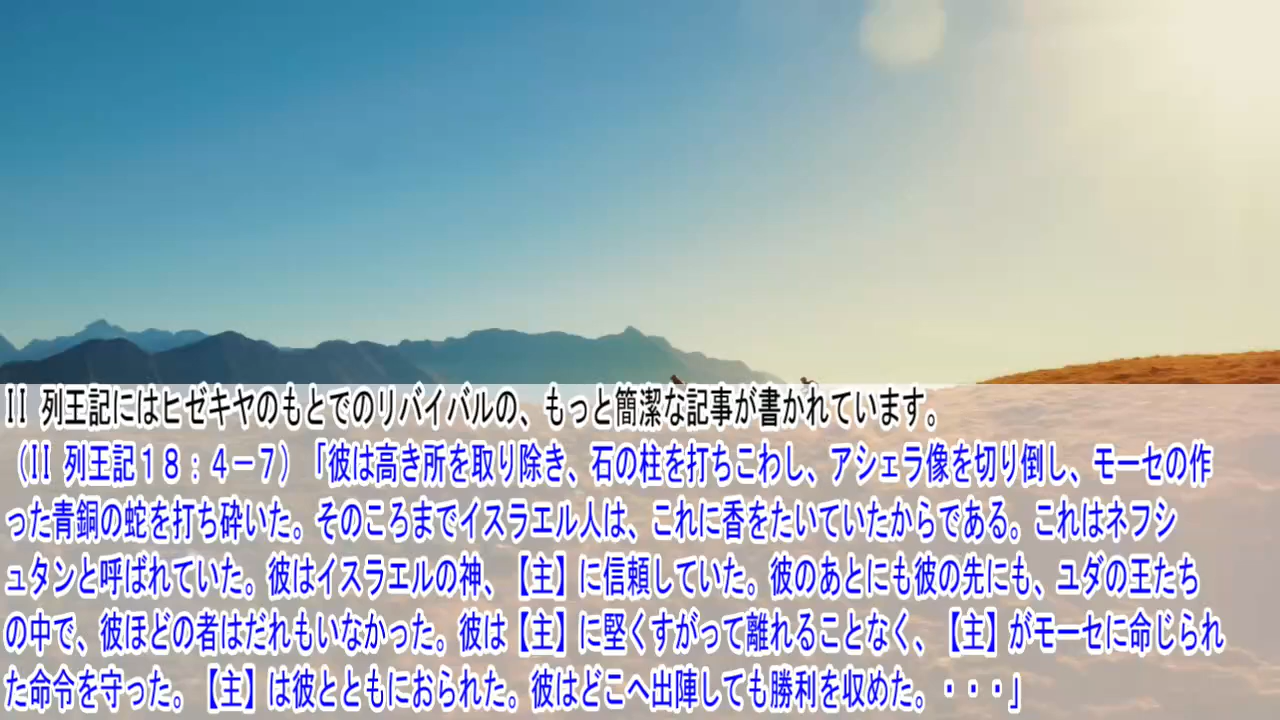 II 列王記にはヒゼキヤのもとでのリバイバルの、もっと簡潔な記事が書かれています。
（II 列王記１８：４－７）「彼は高き所を取り除き、石の柱を打ちこわし、アシェラ像を切り倒し、モーセの作
った青銅の蛇を打ち砕いた。そのころまでイスラエル人は、これに香をたいていたからである。これはネフシ
ュタンと呼ばれていた。彼はイスラエルの神、【主】に信頼していた。彼のあとにも彼の先にも、ユダの王たち
の中で、彼ほどの者はだれもいなかった。彼は【主】に堅くすがって離れることなく、【主】がモーセに命じられ
た命令を守った。【主】は彼とともにおられた。彼はどこへ出陣しても勝利を収めた。・・・」